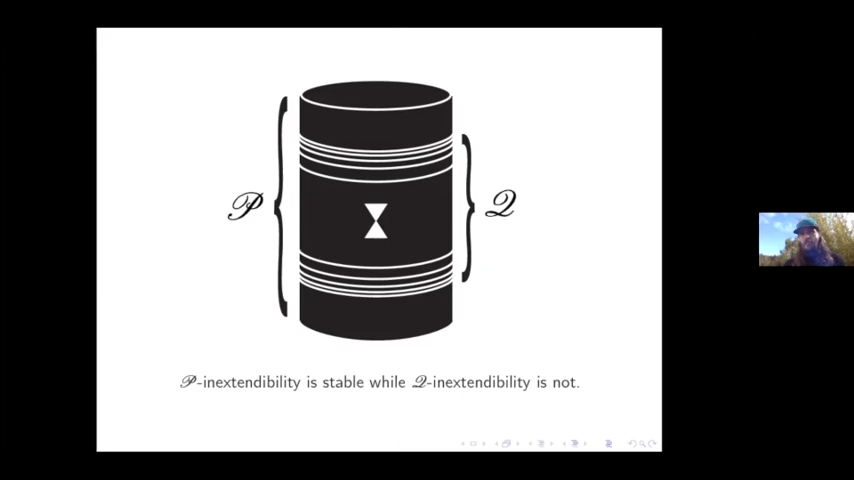 𝒫
𝒬
𝒫-inextendibility is stable while 𝒬-inextendibility is not.